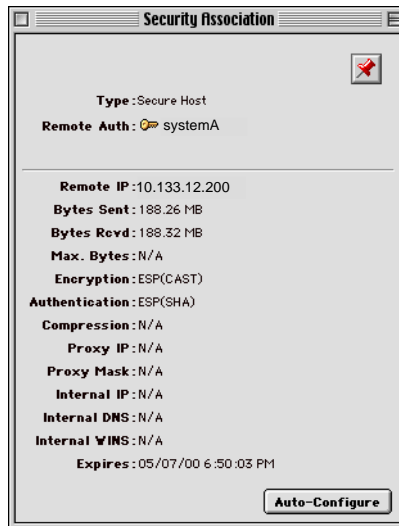 Security Association
Type : Secure Host
Remote Auth : systemA
Remote IP : 10.133.12.200
Bytes Sent : 188.26 MB
Bytes Rcvd : 188.32 MB
Max. Bytes : N/A
Encryption : ESP(CAST)
Authentication : ESP(SHA)
Compression : N/A
Proxy IP : N/A
Proxy Mask : N/A
Internal IP : N/A
Internal DNS : N/A
Internal WINS : N/A
Expires : 05/07/00 6:50:03 PM
Auto-Configure